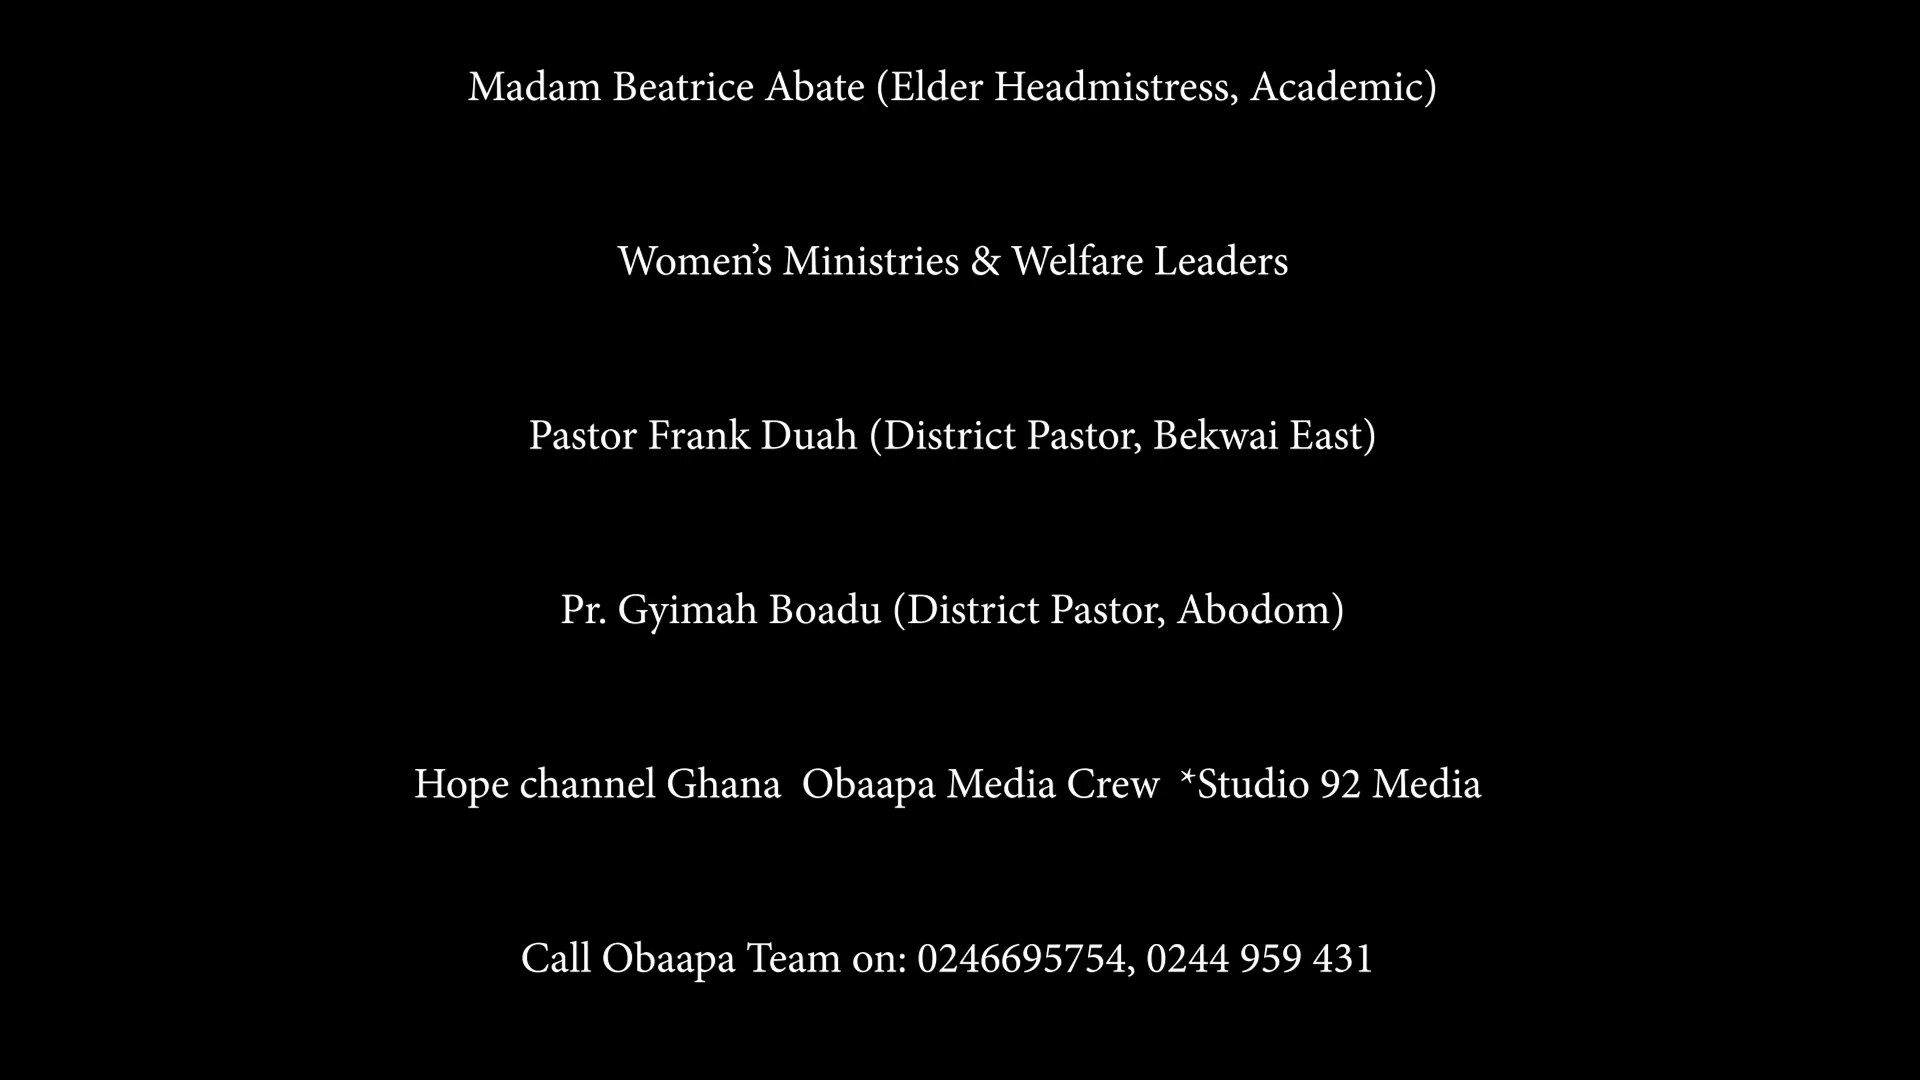 Madam Beatrice Abate (Elder Headmistress, Academic)
Women’s Ministries & Welfare Leaders
Pastor Frank Duah (District Pastor, Bekwai East)
Pr. Gyimah Boadu (District Pastor, Abodom)
Hope channel Ghana  Obaapa Media Crew  *Studio 92 Media
Call Obaapa Team on: 0246695754, 0244 959 431